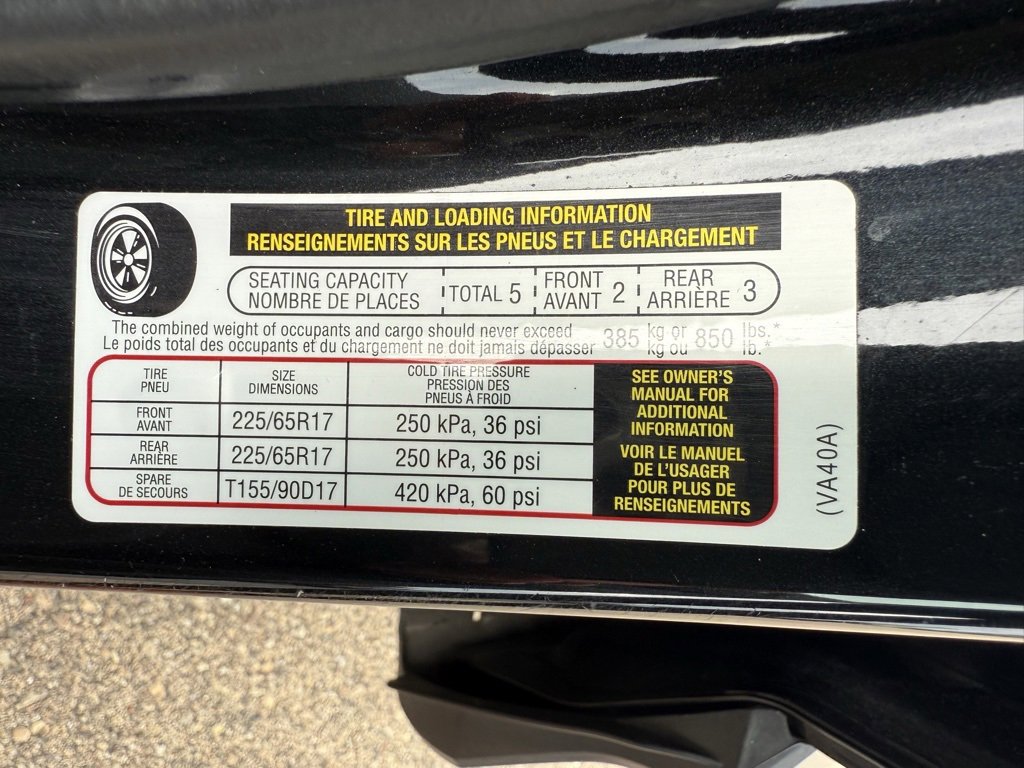 TIRE AND LOADING INFORMATION
RENSEIGNEMENTS SUR LES PNEUS ET LE CHARGEMENT
SEATING CAPACITY
NOMBRE DE PLACES
TOTAL 5
FRONT
AVANT 2
REAR
ARRIÈRE 3
The combined weight of occupants and cargo should never exceed 385 kg or 850 lbs.*
Le poids total des occupants et du chargement ne doit jamais dépasser kg ou lb.*
TIRE
PNEU
SIZE
DIMENSIONS
COLD TIRE PRESSURE
PRESSION DES
PNEUS À FROID
FRONT
AVANT
225/65R17
250 kPa, 36 psi
REAR
ARRIÈRE
225/65R17
250 kPa, 36 psi
SPARE
DE SECOURS
T155/90D17
420 kPa, 60 psi
SEE OWNER'S
MANUAL FOR
ADDITIONAL
INFORMATION
VOIR LE MANUEL
DE L'USAGER
POUR PLUS DE
RENSEIGNEMENTS
(VA40A)